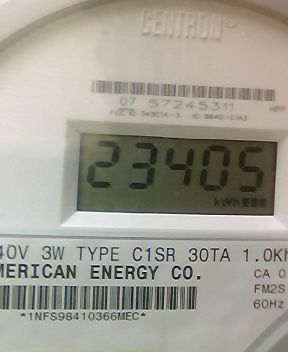 CENTRON®
07 57245311
23405
kWh
40V 3W TYPE C1SR 30TA 1.0Kh
MERICAN ENERGY CO.
CA 0
FM2S
60Hz
*1NFS98410366MEC*